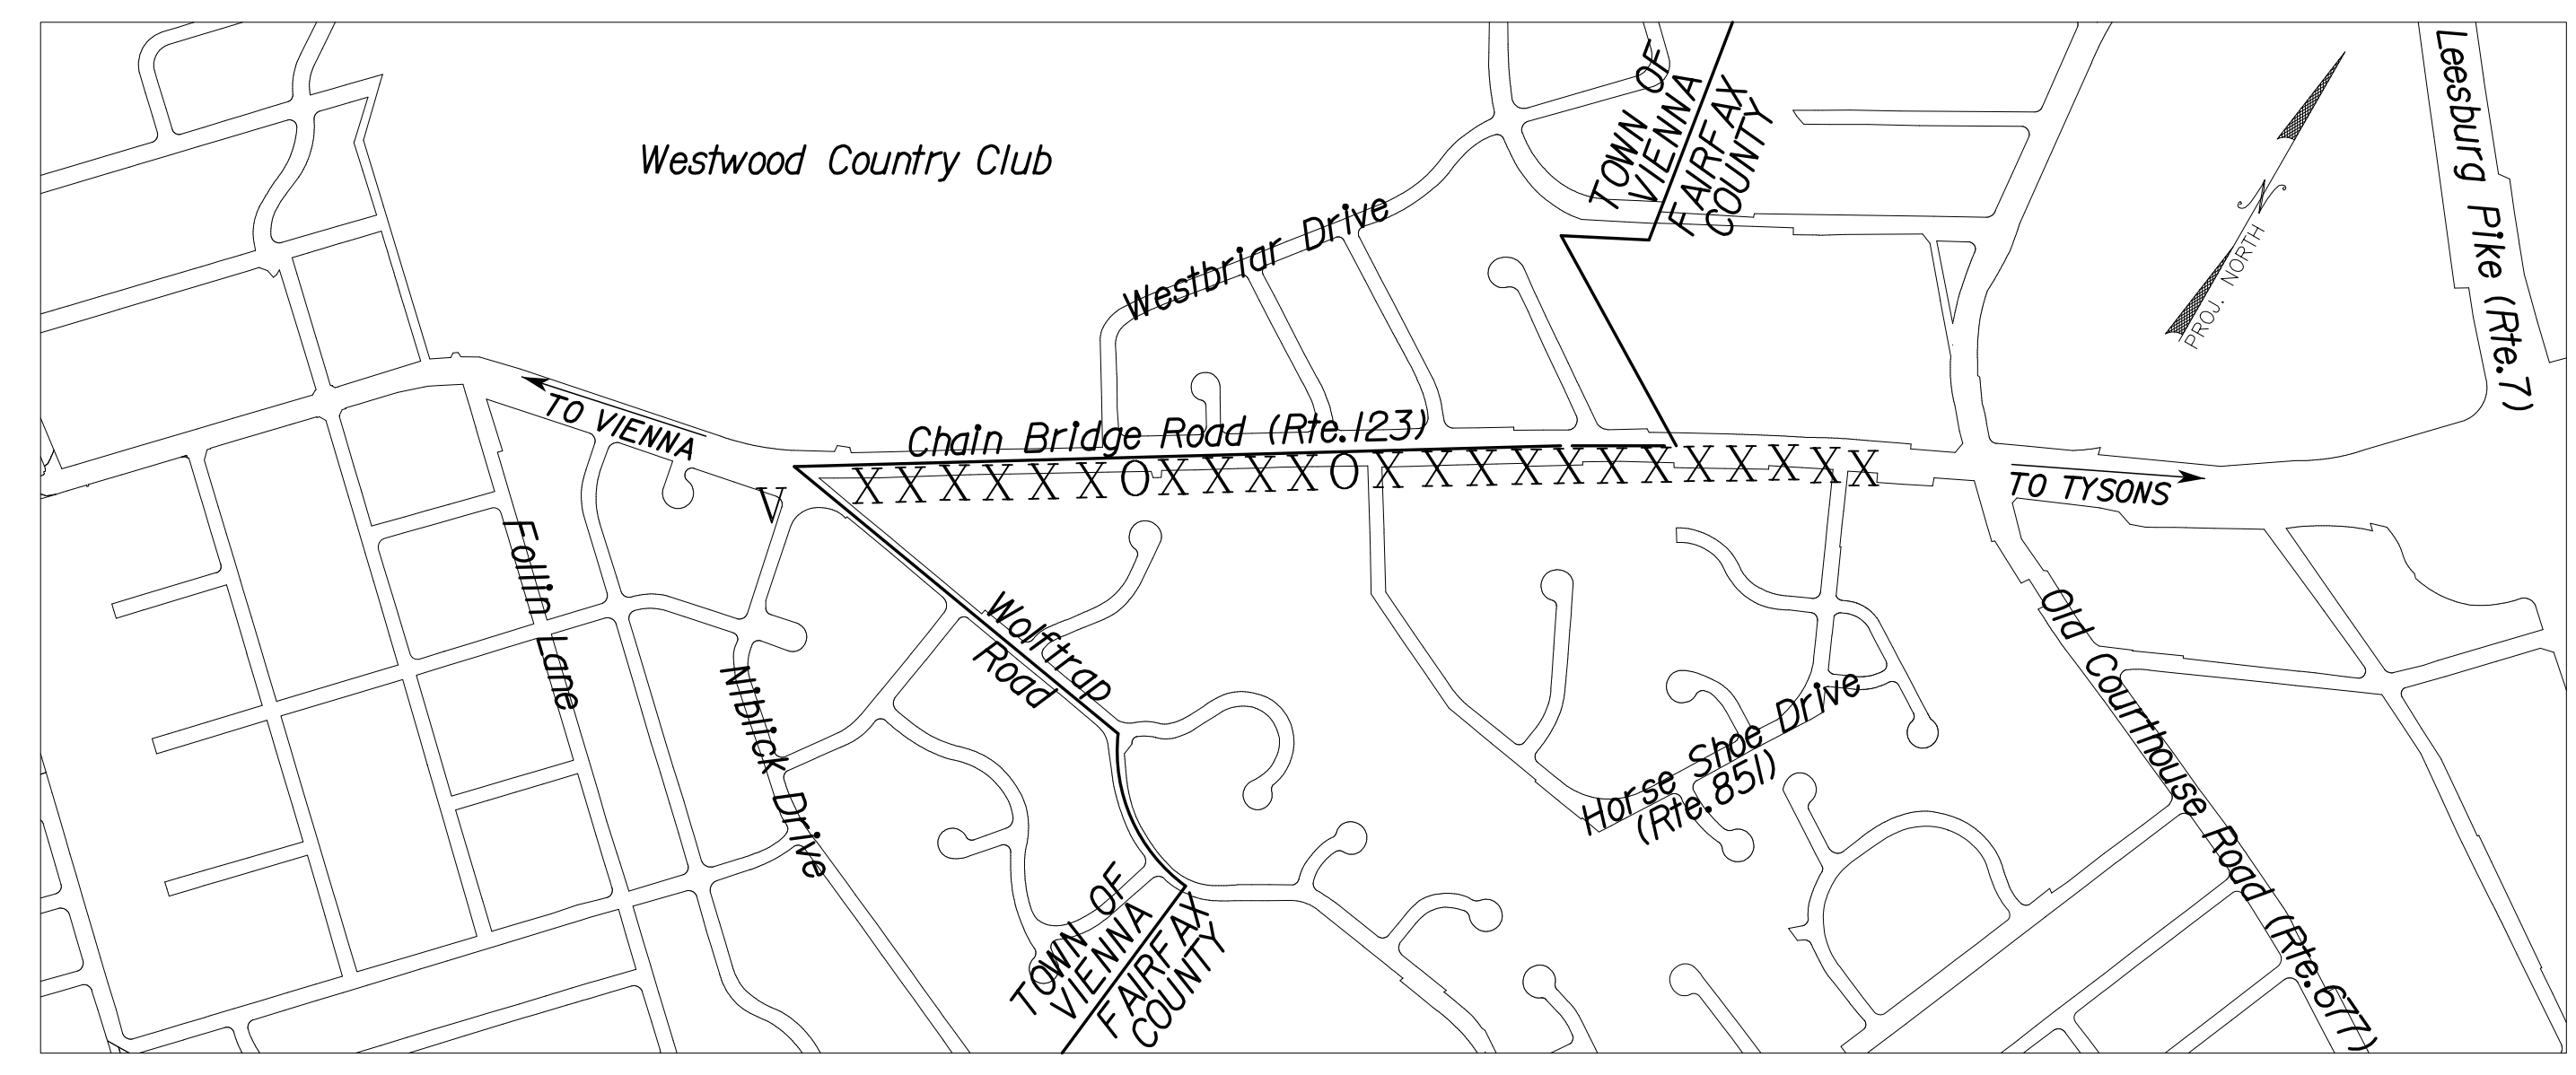 Leesburg Pike (Rte.7)
TOWN OF
VIENNA
FAIRFAX
COUNTY
Westwood Country Club
N
PROJ. NORTH
Westbriar Drive
TO VIENNA
Chain Bridge Road (Rte.123)
V XXXXXXOXXXXOXXXXXXXXXXXX
TO TYSONS
Follin Lane
Niblick Drive
Wolftrap
Road
Horse Shoe Drive
(Rte.851)
Old Courthouse Road (Rte.677)
TOWN OF
VIENNA
FAIRFAX
COUNTY